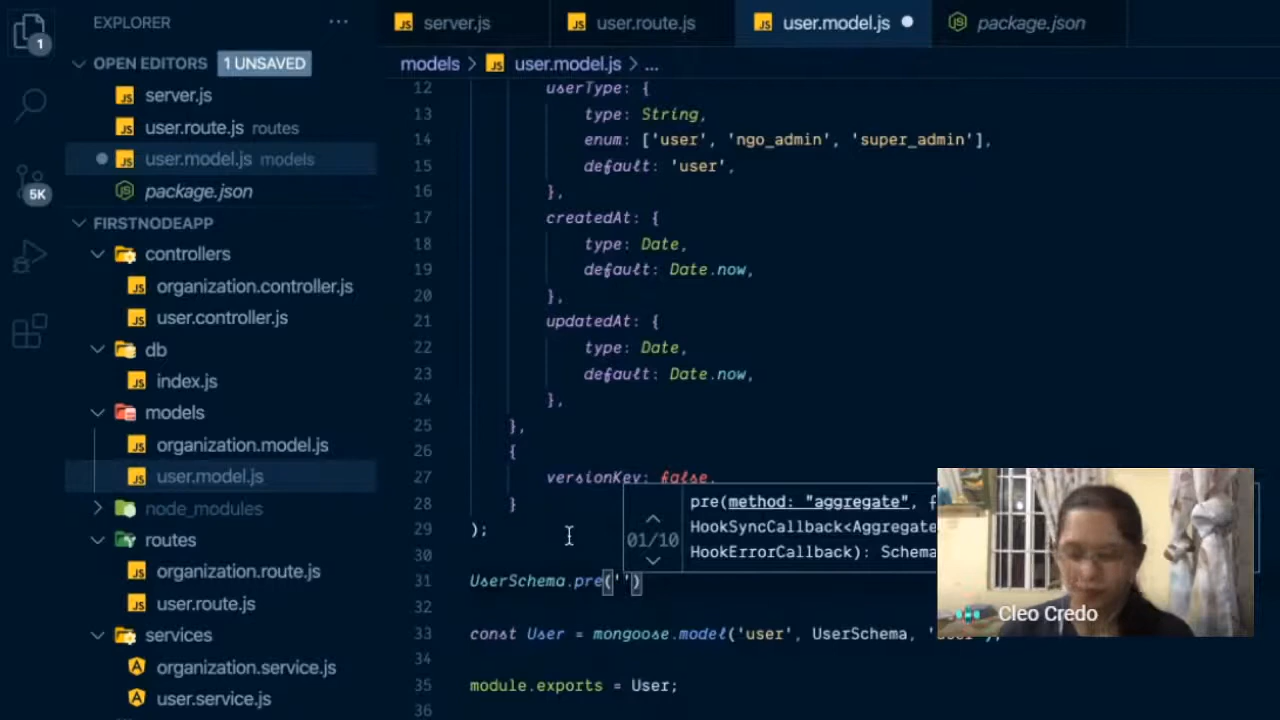 EXPLORER
1
OPEN EDITORS 1 UNSAVED
server.js
user.route.js routes
user.model.js models
package.json
5K
FIRSTNODEAPP
controllers
organization.controller.js
user.controller.js
db
index.js
models
organization.model.js
user.model.js
node_modules
routes
organization.route.js
user.route.js
services
organization.service.js
user.service.js
server.js user.route.js user.model.js package.json
models > user.model.js > ...
12 userType: {
13 type: String,
14 enum: ['user', 'ngo_admin', 'super_admin'],
15 default: 'user',
16 },
17 createdAt: {
18 type: Date,
19 default: Date.now,
20 },
21 updatedAt: {
22 type: Date,
23 default: Date.now,
24 },
25 },
26 {
27 versionKey: false,
28 }
29 );
30
31 UserSchema.pre('')
32
33 const User = mongoose.model('user', UserSchema,
34
35 module.exports = User;
36
01/10
pre(method: "aggregate",
HookSyncCallback<Aggregate
HookErrorCallback): Schema
Cleo Credo